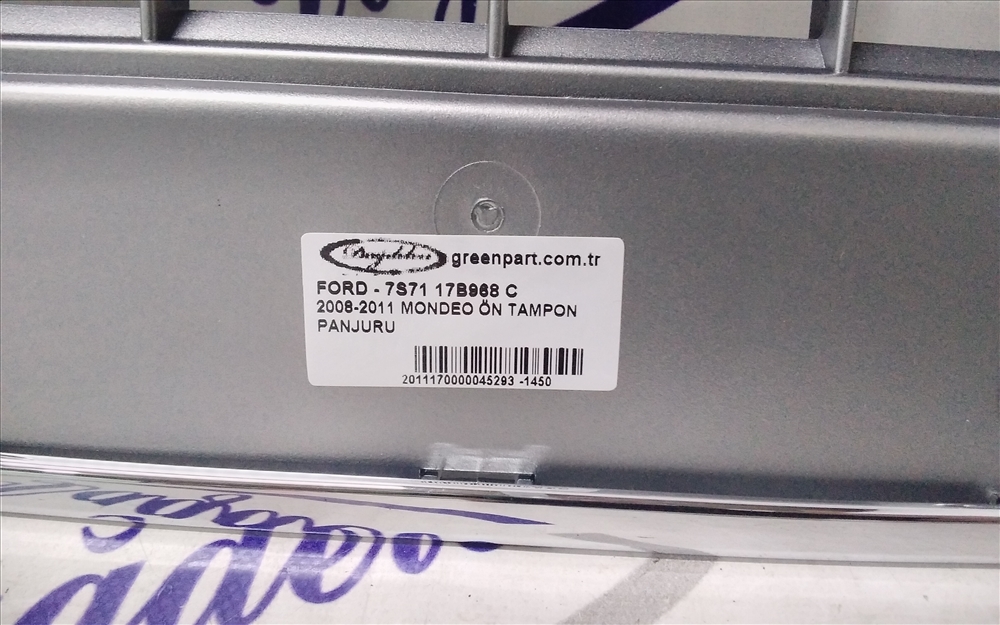 greenpart.com.tr
FORD - 7S71 17B968 C
2008-2011 MONDEO ÖN TAMPON
PANJURU
2011170000045293 -1450